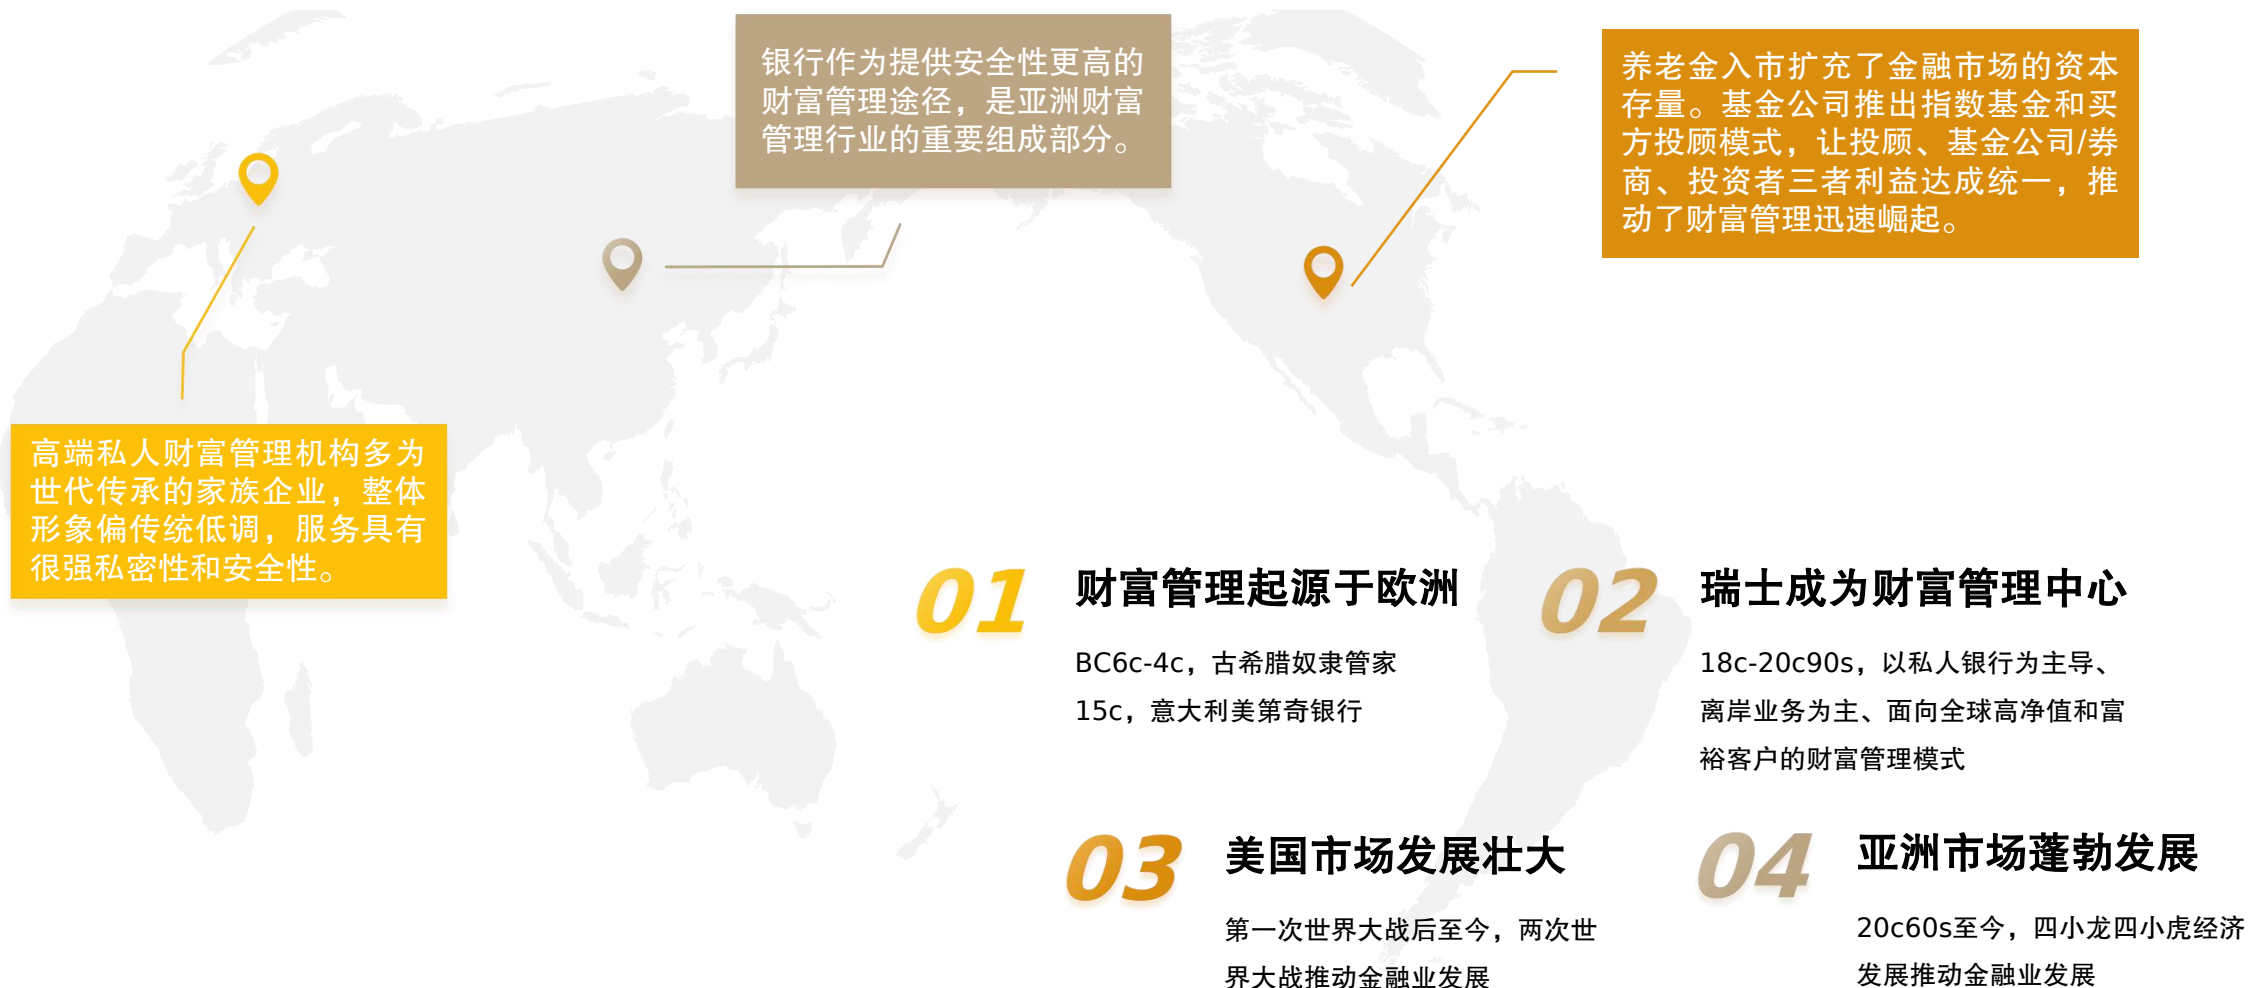 银行作为提供安全性更高的
财富管理途径，是亚洲财富
管理行业的重要组成部分。
养老金入市扩充了金融市场的资本
存量。基金公司推出指数基金和买
方投顾模式，让投顾、基金公司/券
商、投资者三者利益达成统一，推
动了财富管理迅速崛起。
高端私人财富管理机构多为
世代传承的家族企业，整体
形象偏传统低调，服务具有
很强私密性和安全性。
01
财富管理起源于欧洲
BC6c-4c，古希腊奴隶管家
15c，意大利美第奇银行
02
瑞士成为财富管理中心
18c-20c90s，以私人银行为主导、
离岸业务为主、面向全球高净值和富
裕客户的财富管理模式
03
美国市场发展壮大
第一次世界大战后至今，两次世
界大战推动金融业发展
04
亚洲市场蓬勃发展
20c60s至今，四小龙四小虎经济
发展推动金融业发展